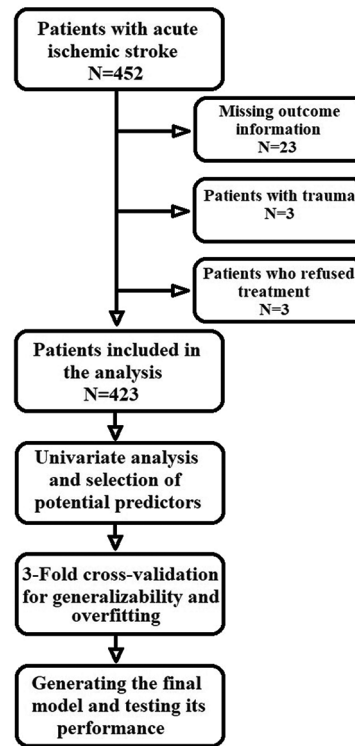 Patients with acute
ischemic stroke
N=452
Missing outcome
information
N=23
Patients with trauma
N=3
Patients who refused
treatment
N=3
Patients included in
the analysis
N=423
Univariate analysis
and selection of
potential predictors
3-Fold cross-validation
for generalizability and
overfitting
Generating the final
model and testing its
performance